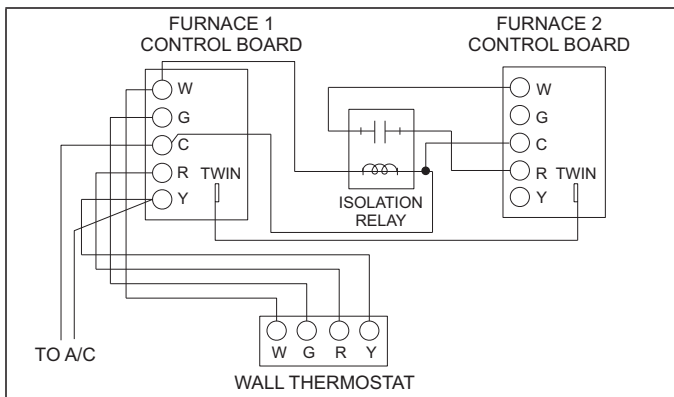 FURNACE 1
CONTROL BOARD
FURNACE 2
CONTROL BOARD
W
G
C
R
Y
TWIN
ISOLATION
RELAY
W
G
C
R
Y
TWIN
TO A/C
W G R Y
WALL THERMOSTAT